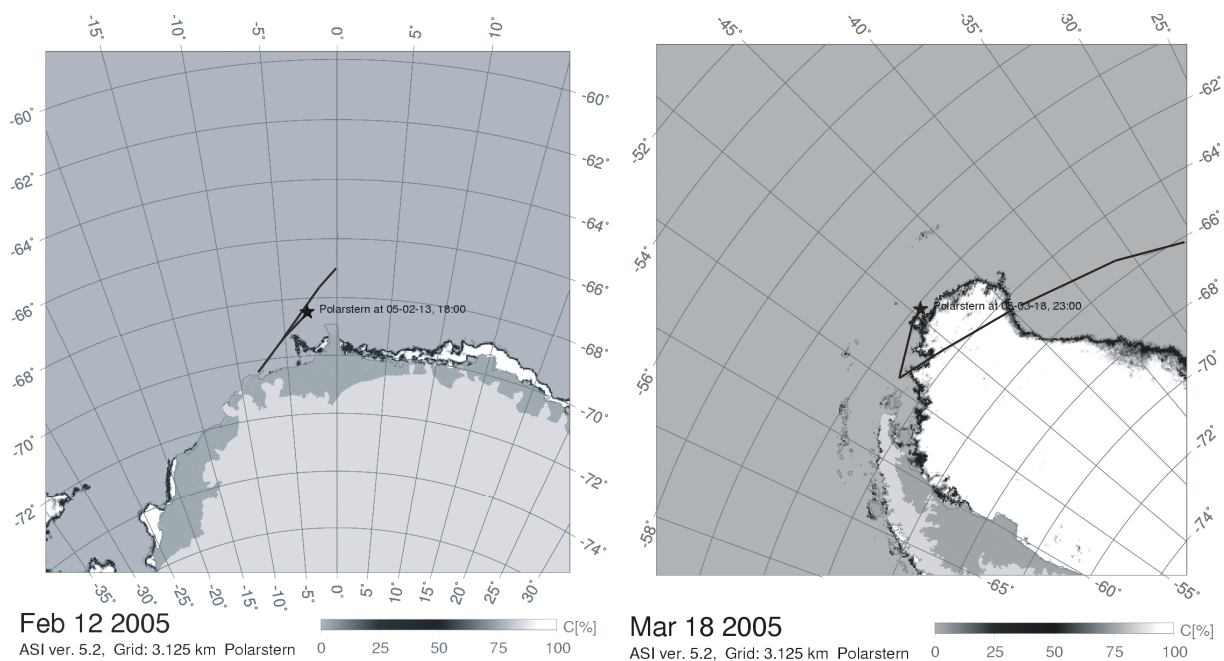 -15° -10° -5° 0° 5° 10°
-60° -60°
-62° -62°
-64° -64°
-66° -66°
-68° -68°
-70° -70°
-72° -72°
-74°
Polarstern at 05-02-13, 18:00
-35° -30° -25° -20° -15° -10° -5° 0° 5° 10° 15° 20° 25° 30°
Feb 12 2005
C[%]
0 25 50 75 100
ASI ver. 5.2, Grid: 3.125 km Polarstern
-45° -40° -35° -30° 25°
-52° -62°
-54° -64°
-56° -66°
-58° -68°
-70°
-72°
-74°
Polarstern at 05-03-18, 23:00
-65° -60° -55°
Mar 18 2005
C[%]
0 25 50 75 100
ASI ver. 5.2, Grid: 3.125 km Polarstern